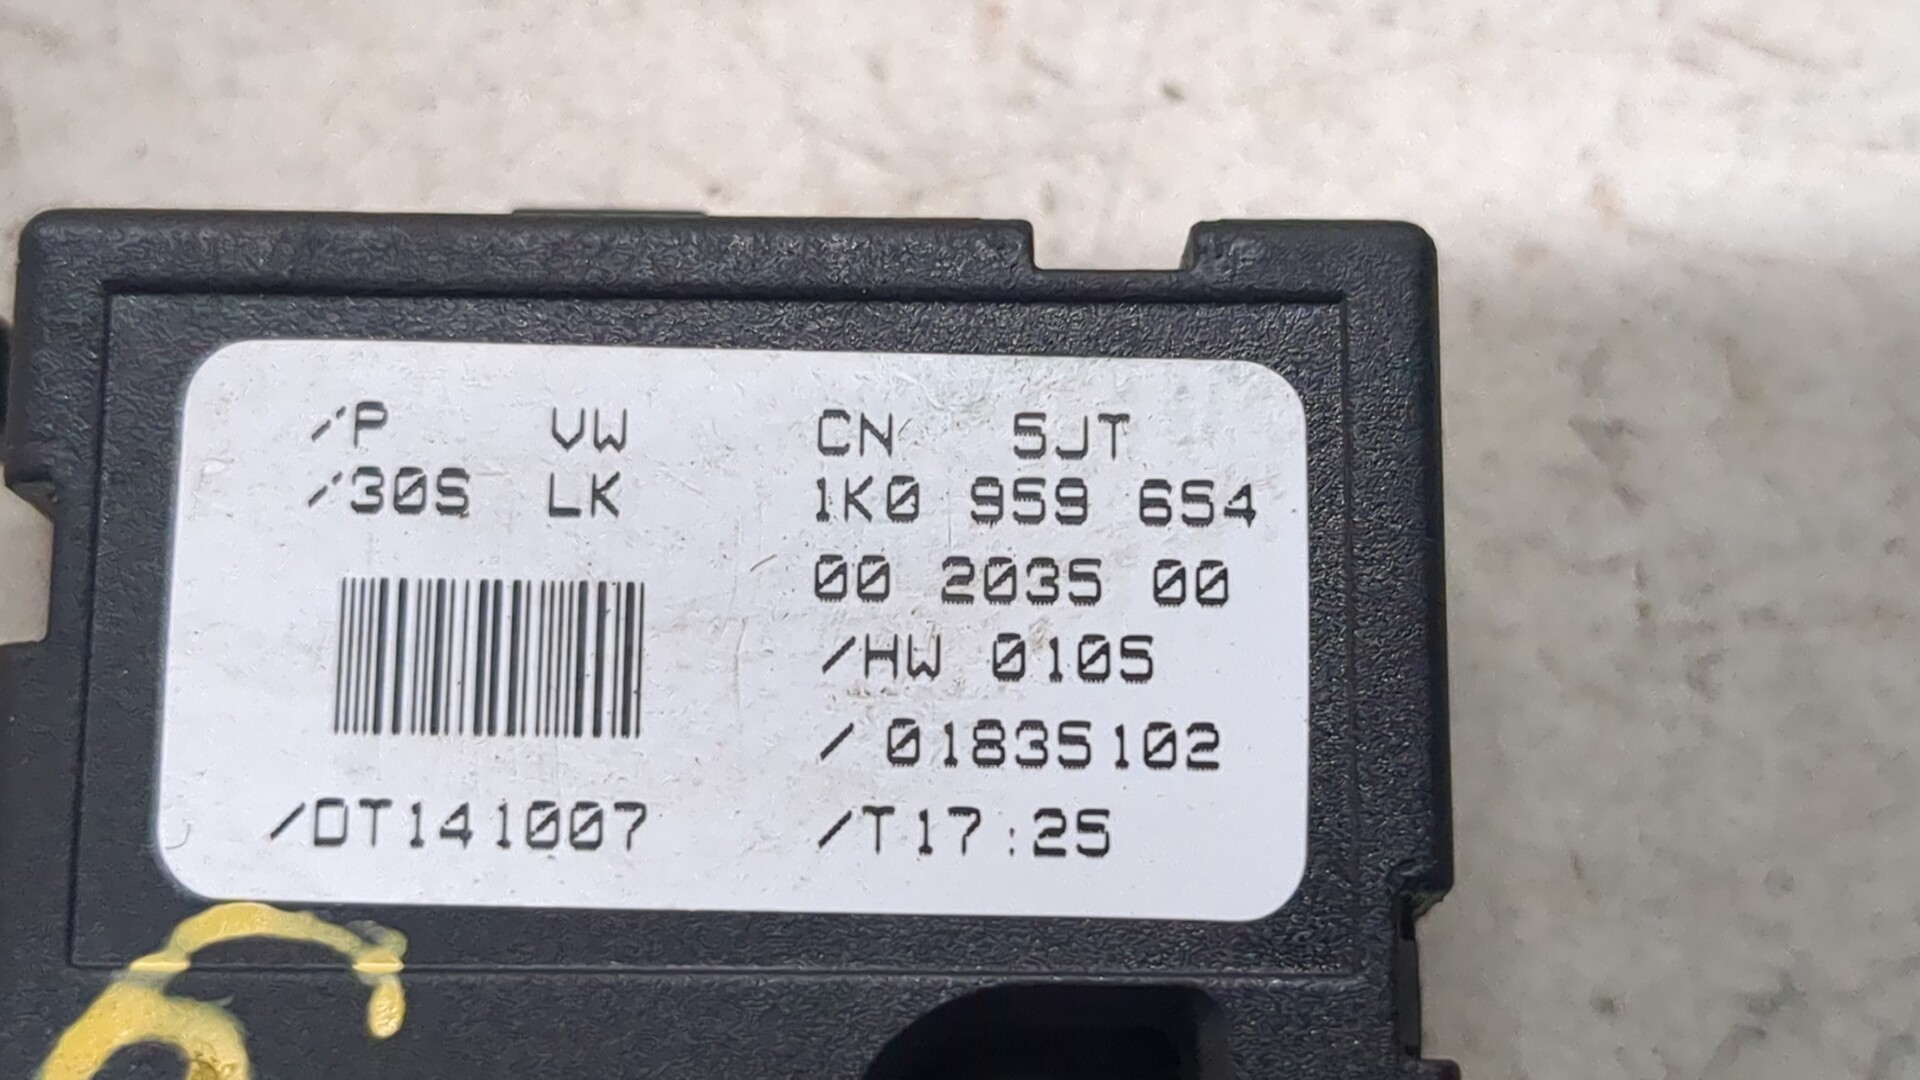 /P VW CN 5JT
/30S LK 1K0 959 654
00 2035 00
/HW 0105
/ 01835102
/DT141007 /T17:25